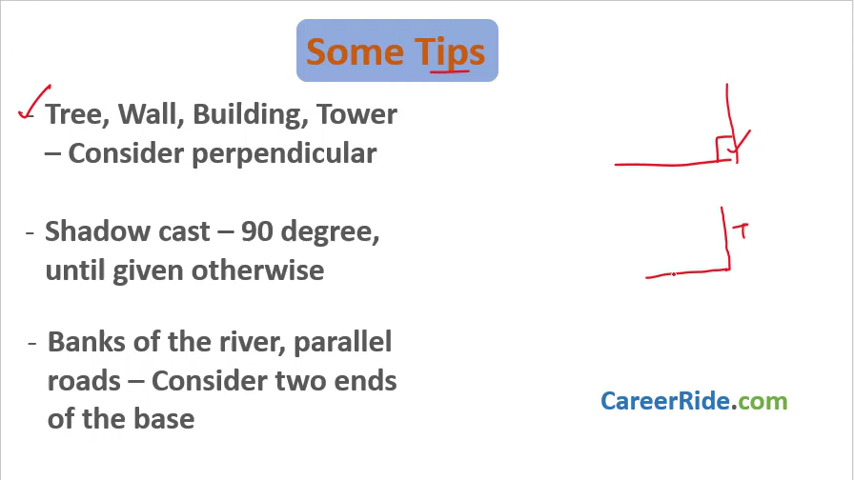 Some Tips
- Tree, Wall, Building, Tower
– Consider perpendicular
- Shadow cast – 90 degree,
until given otherwise
T
- Banks of the river, parallel
roads – Consider two ends
of the base
CareerRide.com